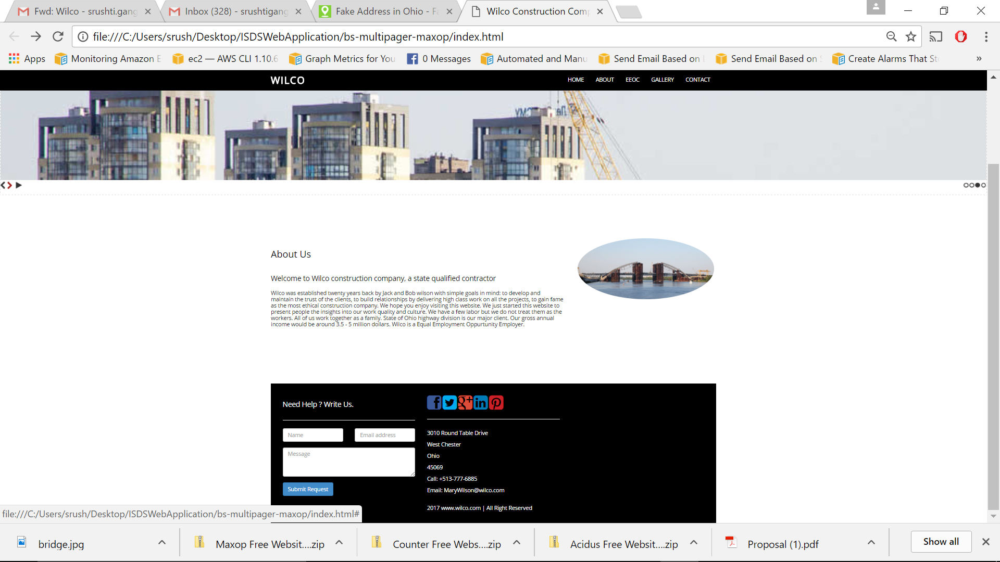 Fwd: Wilco - srushti.gang
Inbox (328) - srushtigang
Fake Address in Ohio - Fa
Wilco Construction Comp
file:///C:/Users/srush/Desktop/ISDSWebApplication/bs-multipager-maxop/index.html
Apps
Monitoring Amazon E
ec2 — AWS CLI 1.10.6
Graph Metrics for You
0 Messages
Automated and Manu
Send Email Based on
Send Email Based on
Create Alarms That St
»
WILCO
HOME ABOUT EEOC GALLERY CONTACT
About Us
Welcome to Wilco construction company, a state qualified contractor
Wilco was established twenty years back by Jack and Bob wilson with simple goals in mind: to develop and
maintain the trust of the clients, to build relationships by delivering high class work on all the projects, to gain fame
as the most ethical construction company. We hope you enjoy visiting this website. We just started this website to
present people the insights into our work quality and culture. We have a few labor but we do not treat them as the
workers. All of us work together as a family. State of Ohio highway division is our major client. Our gross annual
income would be around 3.5 - 5 million dollars. Wilco is a Equal Employment Oppurtunity Employer.
Need Help ? Write Us.
Name
Email address
Message
Submit Request
3010 Round Table Drive
West Chester
Ohio
45069
Call: +513-777-6885
Email: MaryWilson@wilco.com
2017 www.wilco.com | All Right Reserved
file:///C:/Users/srush/Desktop/ISDSWebApplication/bs-multipager-maxop/index.html#
bridge.jpg
Maxop Free Websit....zip
Counter Free Webs....zip
Acidus Free Websit....zip
Proposal (1).pdf
Show all